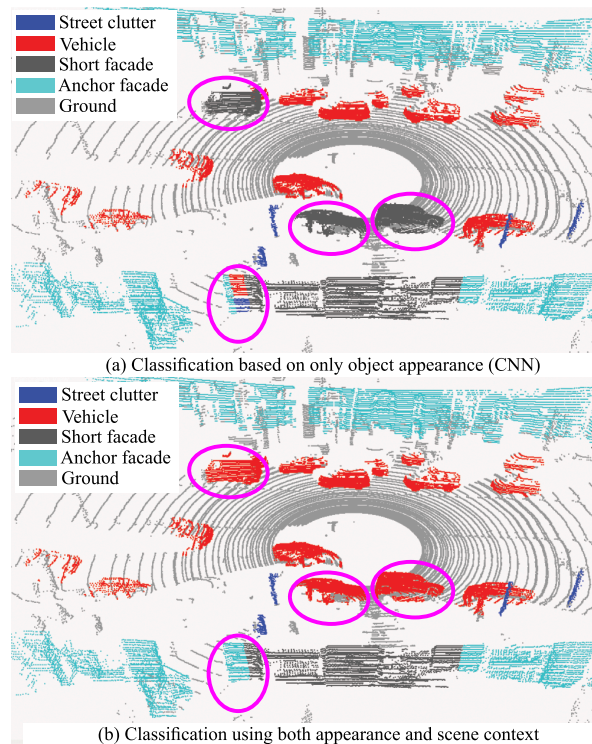 Street clutter
Vehicle
Short facade
Anchor facade
Ground
(a) Classification based on only object appearance (CNN)
Street clutter
Vehicle
Short facade
Anchor facade
Ground
(b) Classification using both appearance and scene context